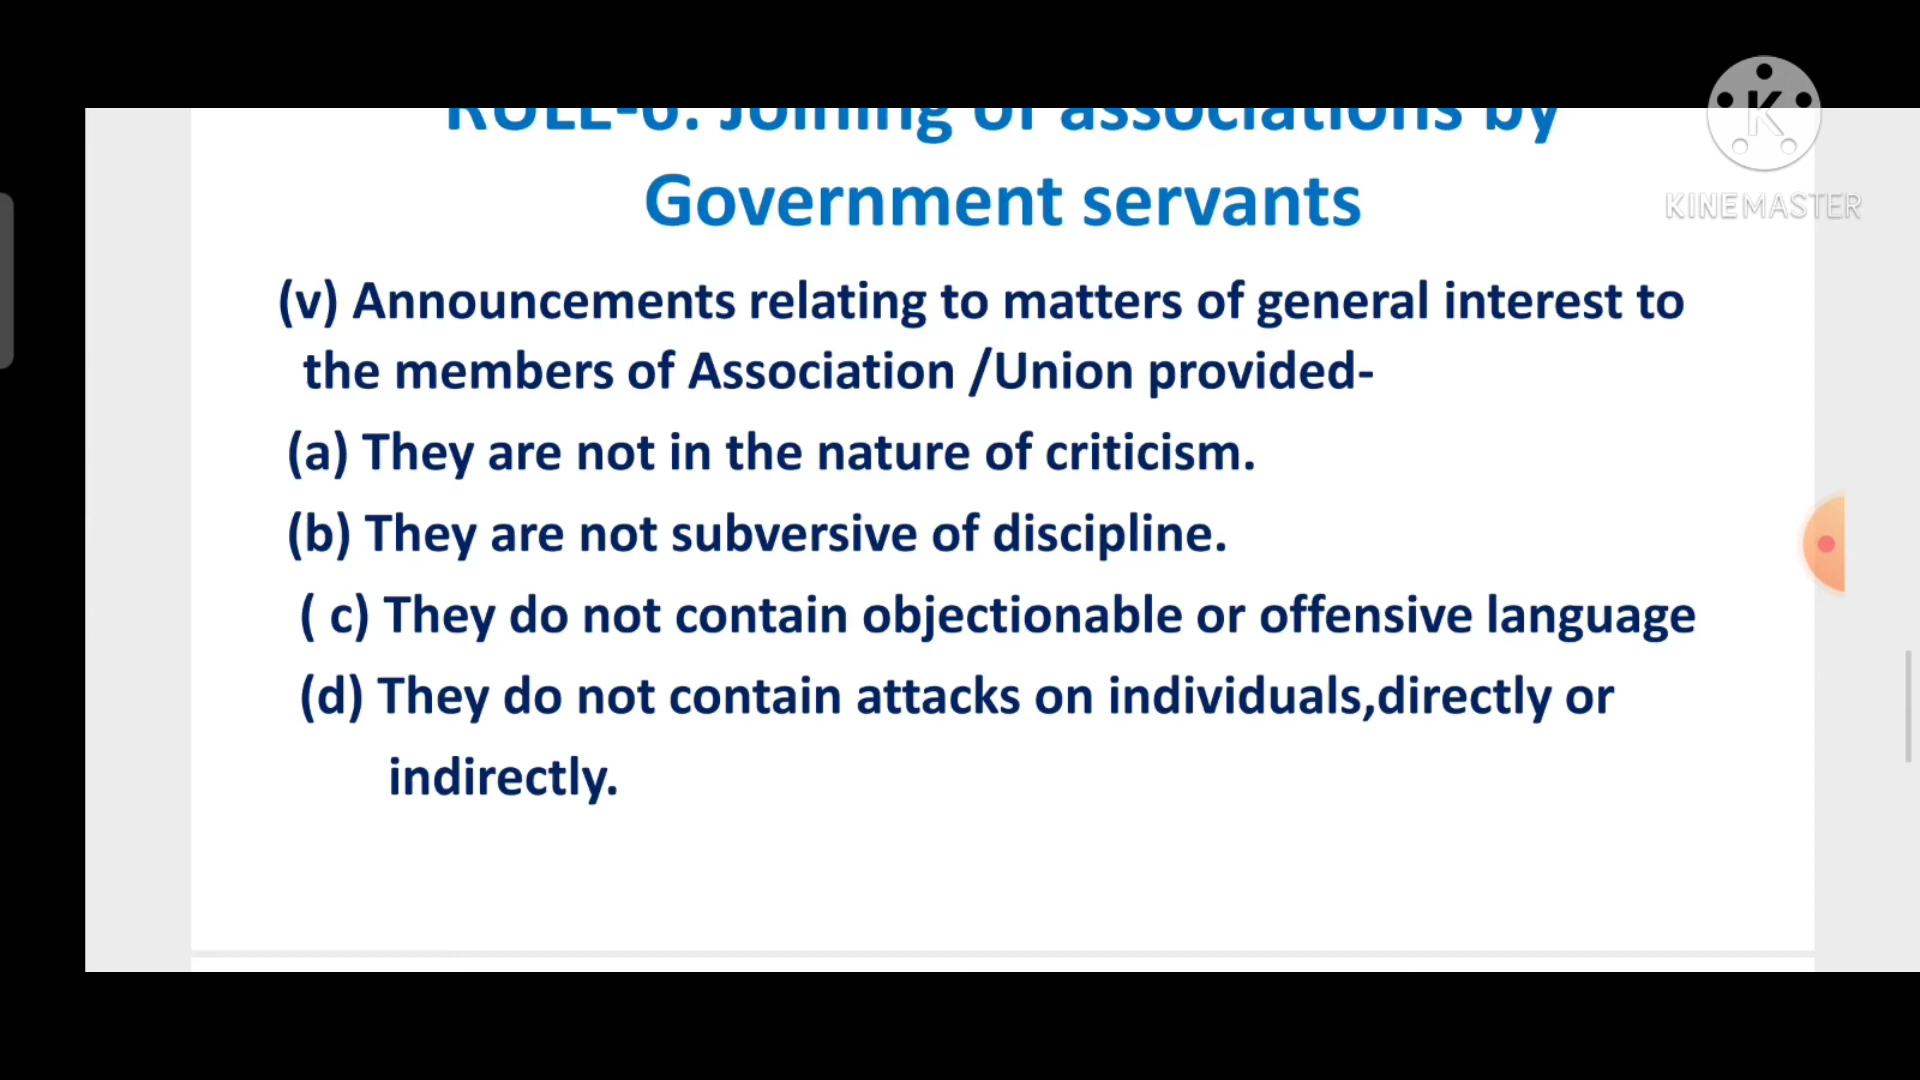 RULE-6: Joining of associations by
Government servants
(v) Announcements relating to matters of general interest to
the members of Association /Union provided-
(a) They are not in the nature of criticism.
(b) They are not subversive of discipline.
( c) They do not contain objectionable or offensive language
(d) They do not contain attacks on individuals,directly or
indirectly.
K
KINEMASTER